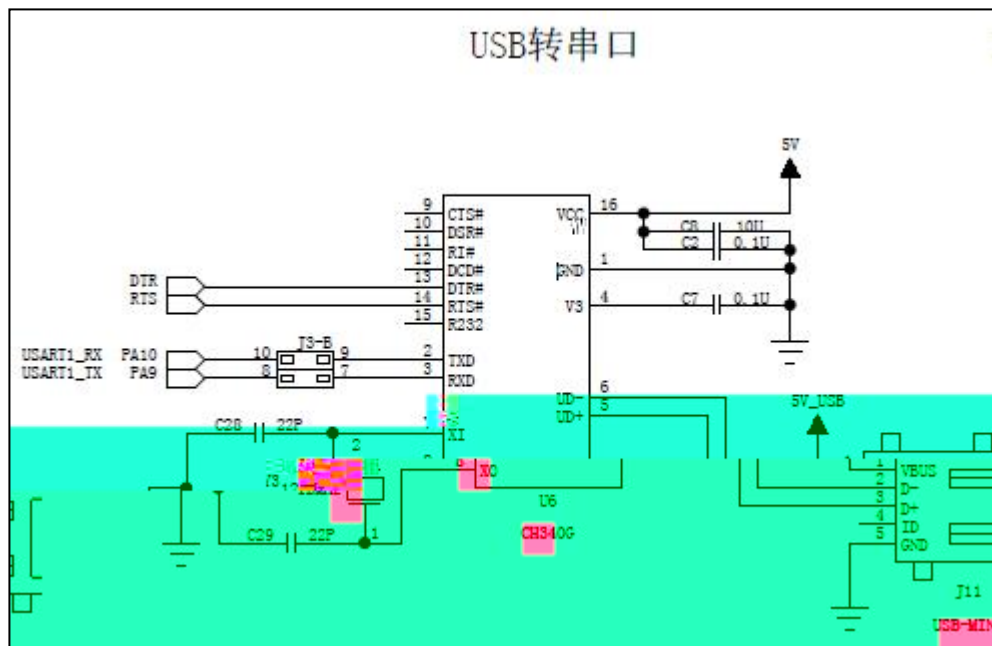 USB转串口
5V
9 CTS# VCC 16
10 DSR# C8 10U
11 RI# C2 0.1U
12 DCD# GND 1
DTR 13 DTR#
RTS 14 RTS# V3 4 C7 0.1U
15 R232
J3-B
USART1_RX PA10 10 9 2 TXD
USART1_TX PA9 8 7 3 RXD
UD- 6
UD+ 5
5V_USB
C28 22P XI
2
XO 1 VBUS
2 D-
U6 3 D+
4 ID
C29 22P 1 CH340G 5 GND
J11
USB-MIN